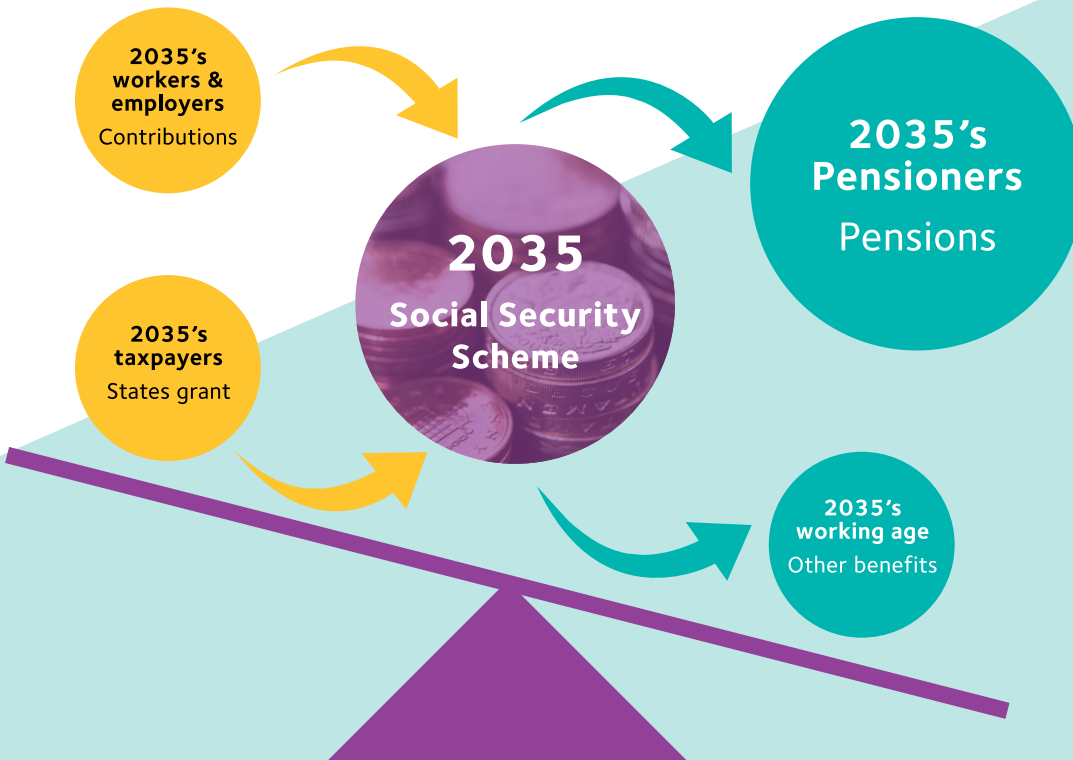 2035's
workers &
employers
Contributions
2035's
taxpayers
States grant
2035
Social Security
Scheme
2035's
Pensioners
Pensions
2035's
working age
Other benefits